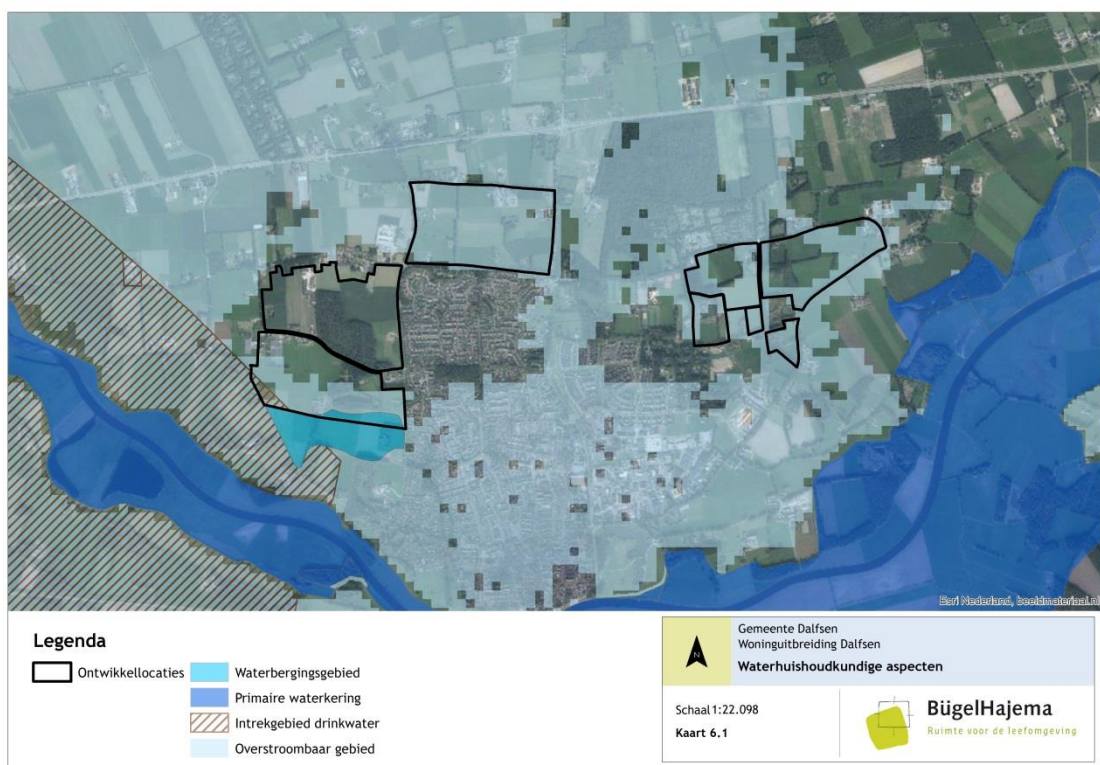 Esri Nederland, beeldmateriaal.nl
Legenda
Ontwikkellocaties
Waterbergingsgebied
Primaire waterkering
Intrekgebied drinkwater
Overstroombaar gebied
N
Gemeente Dalfsen
Woninguitbreiding Dalfsen
Waterhuishoudkundige aspecten
Schaal 1:22.098
Kaart 6.1
BügelHajema
Ruimte voor de leefomgeving